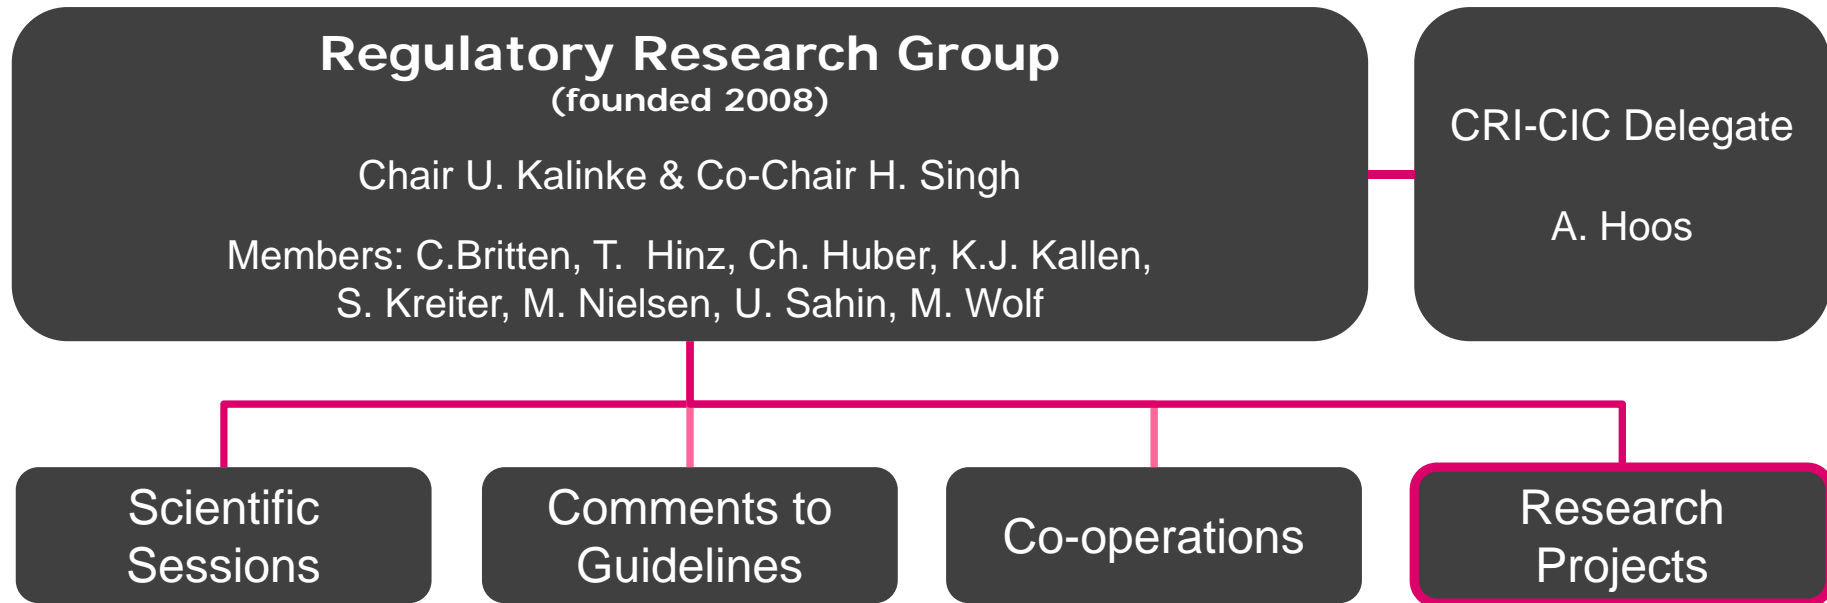 Regulatory Research Group
(founded 2008)
Chair U. Kalinke & Co-Chair H. Singh
Members: C.Britten, T.  Hinz, Ch. Huber, K.J. Kallen,
S. Kreiter, M. Nielsen, U. Sahin, M. Wolf
CRI-CIC Delegate
A. Hoos
Scientific
Sessions
Comments to
Guidelines
Co-operations
Research
Projects